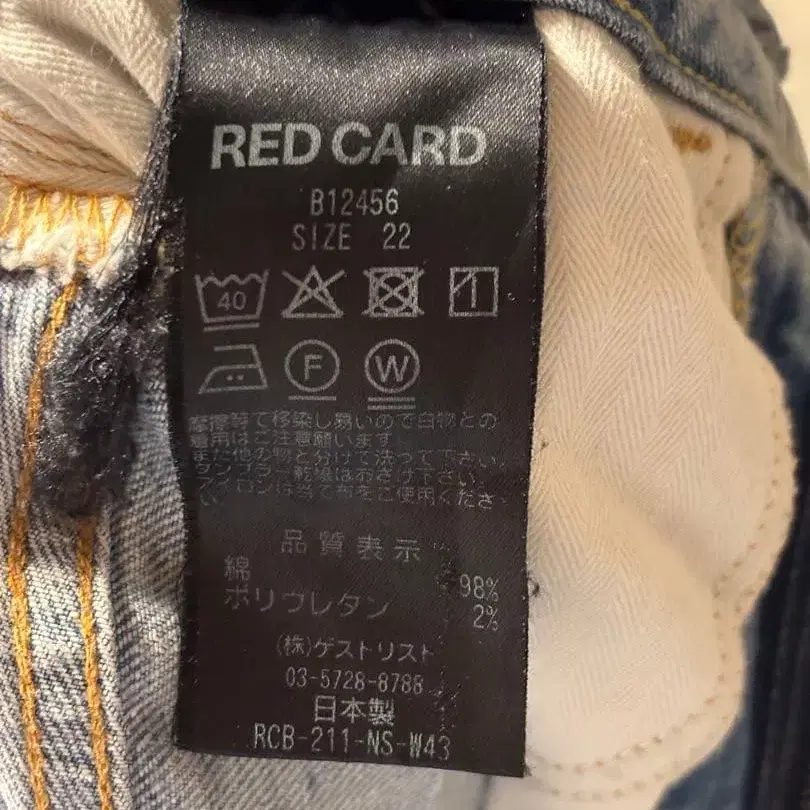 RED CARD
B12456
SIZE 22
40
F W
摩擦等で移染し易いので白物との
着用はご注意願います。
また他の物と分けて洗って下さい。
タンブラー乾燥はお避け下さい。
アイロンは当て布をご使用くださ
い。
品質表示
綿 98%
ポリウレタン 2%
(株)ゲストリスト
03-5728-8788
日本製
RCB-211-NS-W43